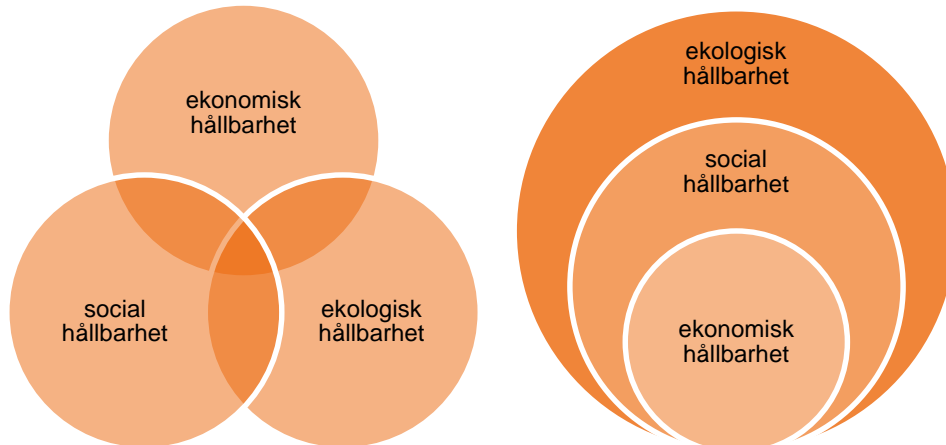 ekonomisk
hållbarhet
social
hållbarhet
ekologisk
hållbarhet
ekologisk
hållbarhet
social
hållbarhet
ekonomisk
hållbarhet